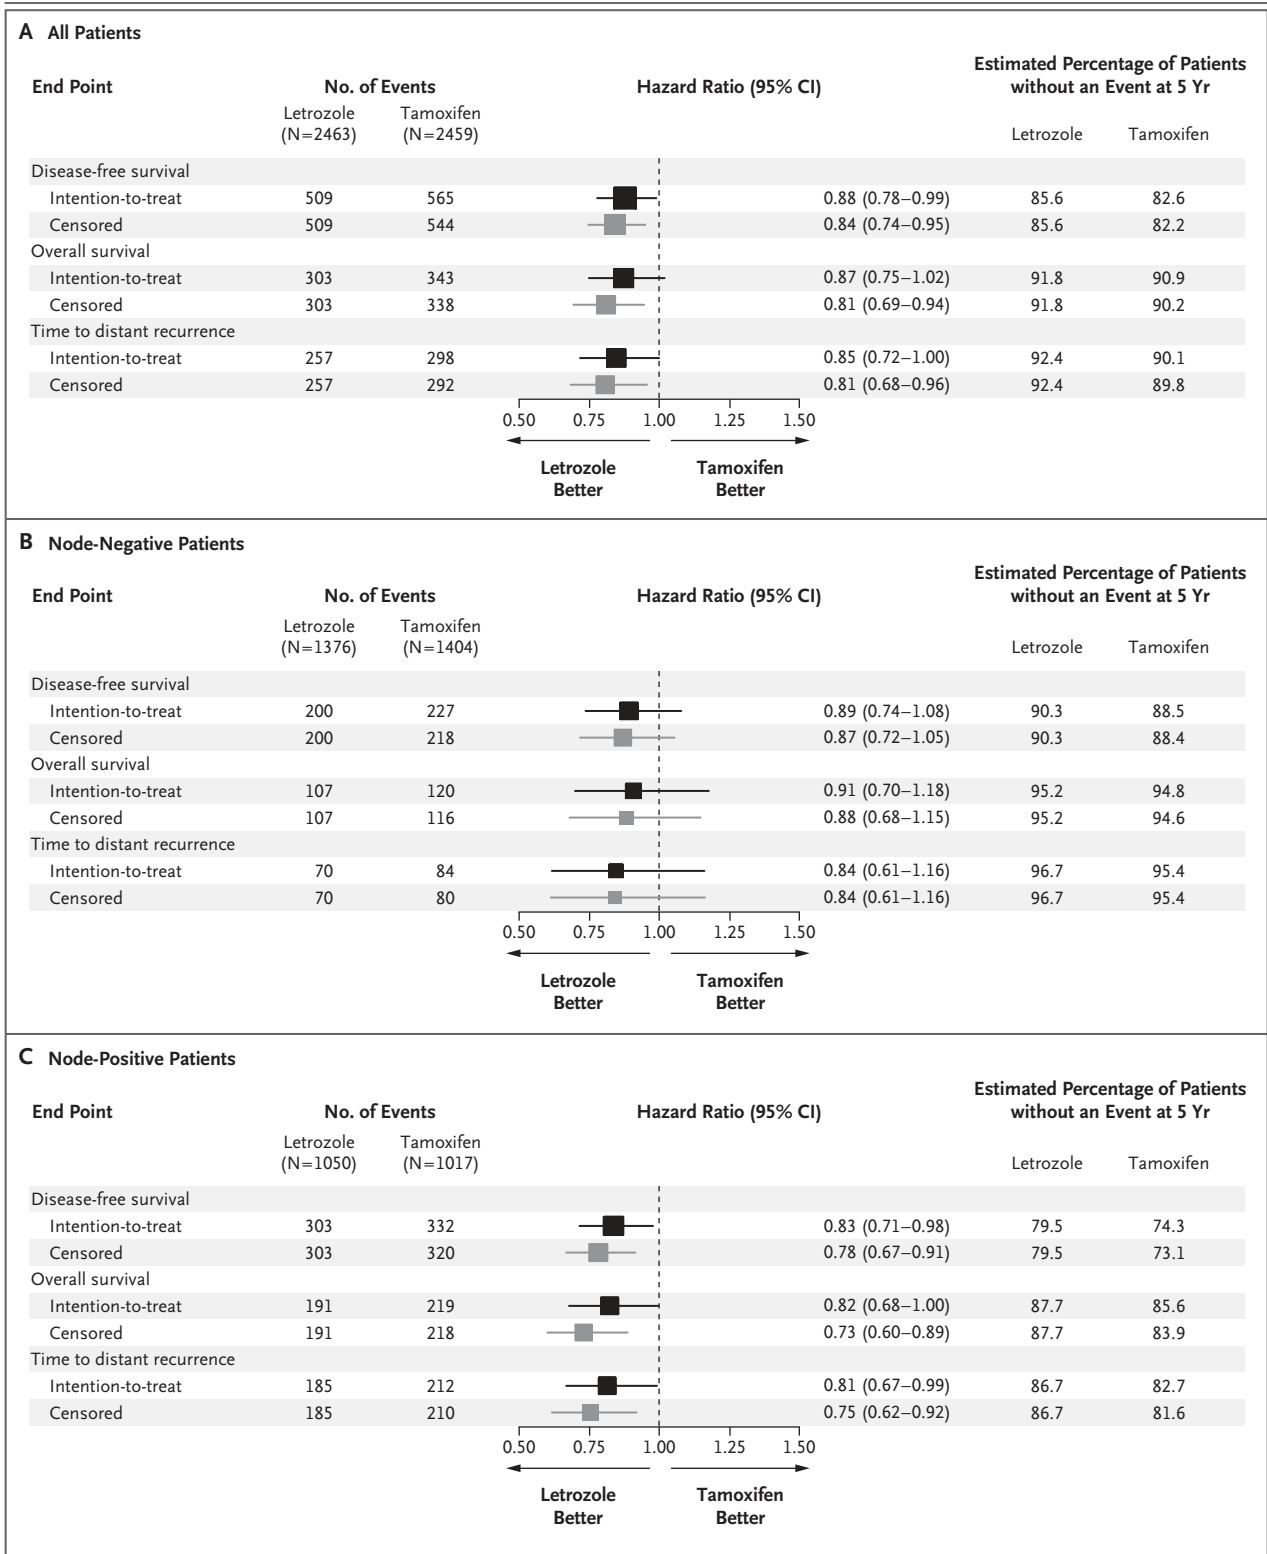 A All Patients
End Point No. of Events Hazard Ratio (95% CI) Estimated Percentage of Patients without an Event at 5 Yr
Letrozole (N=2463) Tamoxifen (N=2459) Letrozole Tamoxifen
Disease-free survival
Intention-to-treat 509 565 0.88 (0.78–0.99) 85.6 82.6
Censored 509 544 0.84 (0.74–0.95) 85.6 82.2
Overall survival
Intention-to-treat 303 343 0.87 (0.75–1.02) 91.8 90.9
Censored 303 338 0.81 (0.69–0.94) 91.8 90.2
Time to distant recurrence
Intention-to-treat 257 298 0.85 (0.72–1.00) 92.4 90.1
Censored 257 292 0.81 (0.68–0.96) 92.4 89.8
0.50 0.75 1.00 1.25 1.50
Letrozole Better Tamoxifen Better
B Node-Negative Patients
End Point No. of Events Hazard Ratio (95% CI) Estimated Percentage of Patients without an Event at 5 Yr
Letrozole (N=1376) Tamoxifen (N=1404) Letrozole Tamoxifen
Disease-free survival
Intention-to-treat 200 227 0.89 (0.74–1.08) 90.3 88.5
Censored 200 218 0.87 (0.72–1.05) 90.3 88.4
Overall survival
Intention-to-treat 107 120 0.91 (0.70–1.18) 95.2 94.8
Censored 107 116 0.88 (0.68–1.15) 95.2 94.6
Time to distant recurrence
Intention-to-treat 70 84 0.84 (0.61–1.16) 96.7 95.4
Censored 70 80 0.84 (0.61–1.16) 96.7 95.4
0.50 0.75 1.00 1.25 1.50
Letrozole Better Tamoxifen Better
C Node-Positive Patients
End Point No. of Events Hazard Ratio (95% CI) Estimated Percentage of Patients without an Event at 5 Yr
Letrozole (N=1050) Tamoxifen (N=1017) Letrozole Tamoxifen
Disease-free survival
Intention-to-treat 303 332 0.83 (0.71–0.98) 79.5 74.3
Censored 303 320 0.78 (0.67–0.91) 79.5 73.1
Overall survival
Intention-to-treat 191 219 0.82 (0.68–1.00) 87.7 85.6
Censored 191 218 0.73 (0.60–0.89) 87.7 83.9
Time to distant recurrence
Intention-to-treat 185 212 0.81 (0.67–0.99) 86.7 82.7
Censored 185 210 0.75 (0.62–0.92) 86.7 81.6
0.50 0.75 1.00 1.25 1.50
Letrozole Better Tamoxifen Better